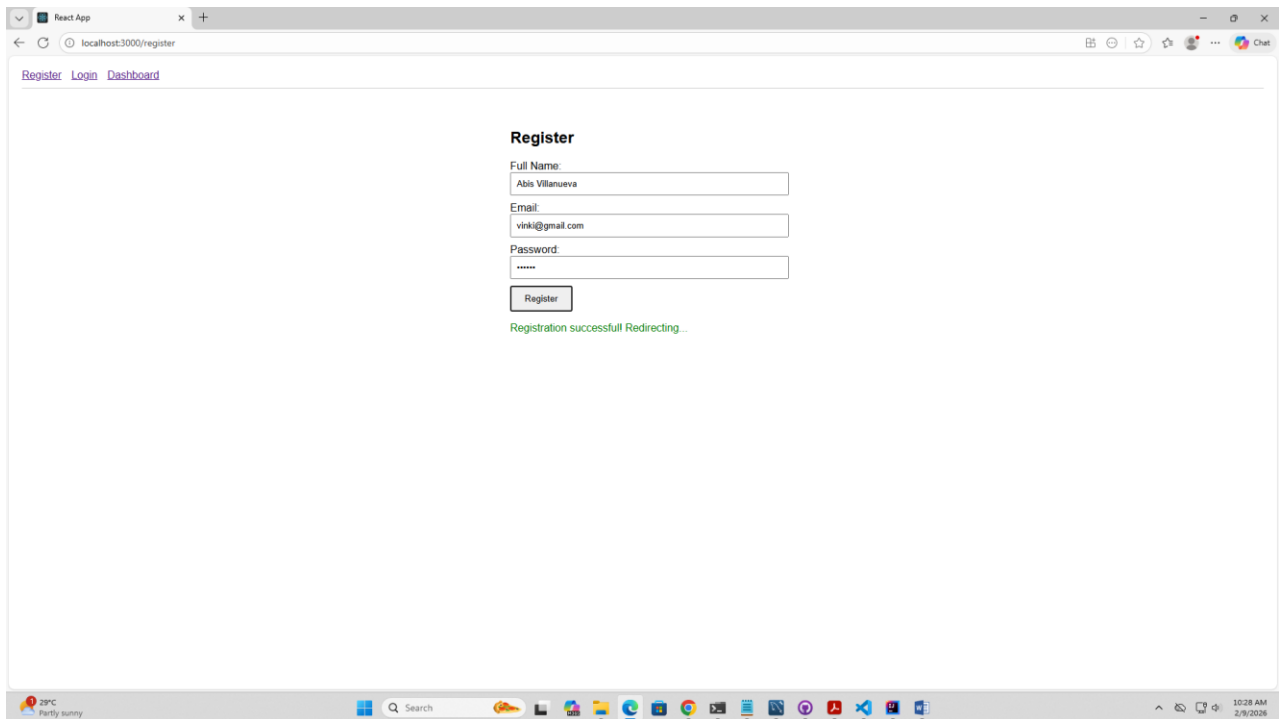 React App
localhost:3000/register
Chat
Register Login Dashboard
Register
Full Name:
Abis Villanueva
Email:
vinki@gmail.com
Password:
••••••
Register
Registration successful! Redirecting...
1
29°C
Partly sunny
Search
10:28 AM
2/9/2026